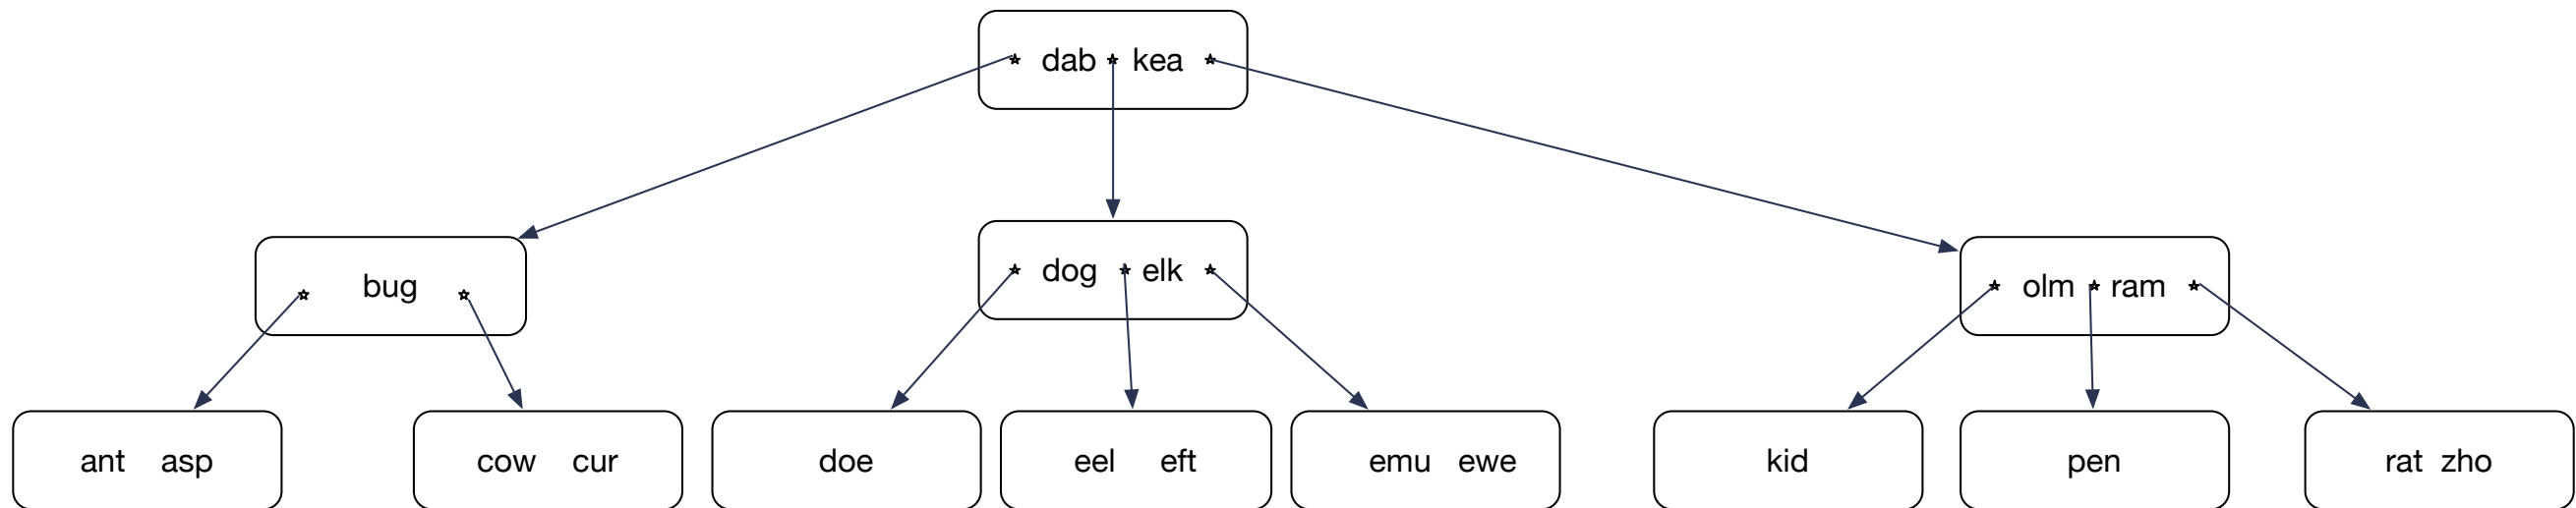 dab kea
bug
dog elk
olm ram
ant asp
cow cur
doe
eel eft
emu ewe
kid
pen
rat zho